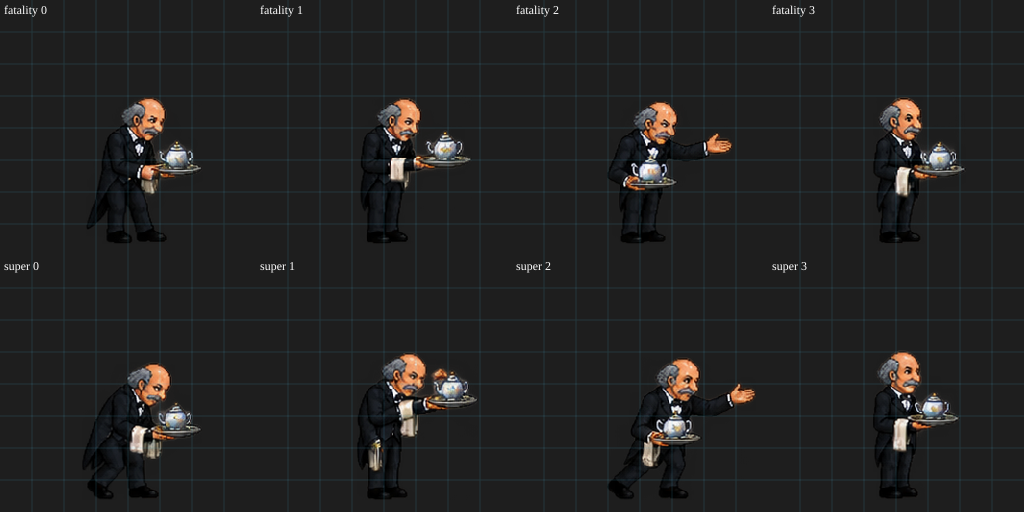 fatality 0
fatality 1
fatality 2
fatality 3
super 0
super 1
super 2
super 3